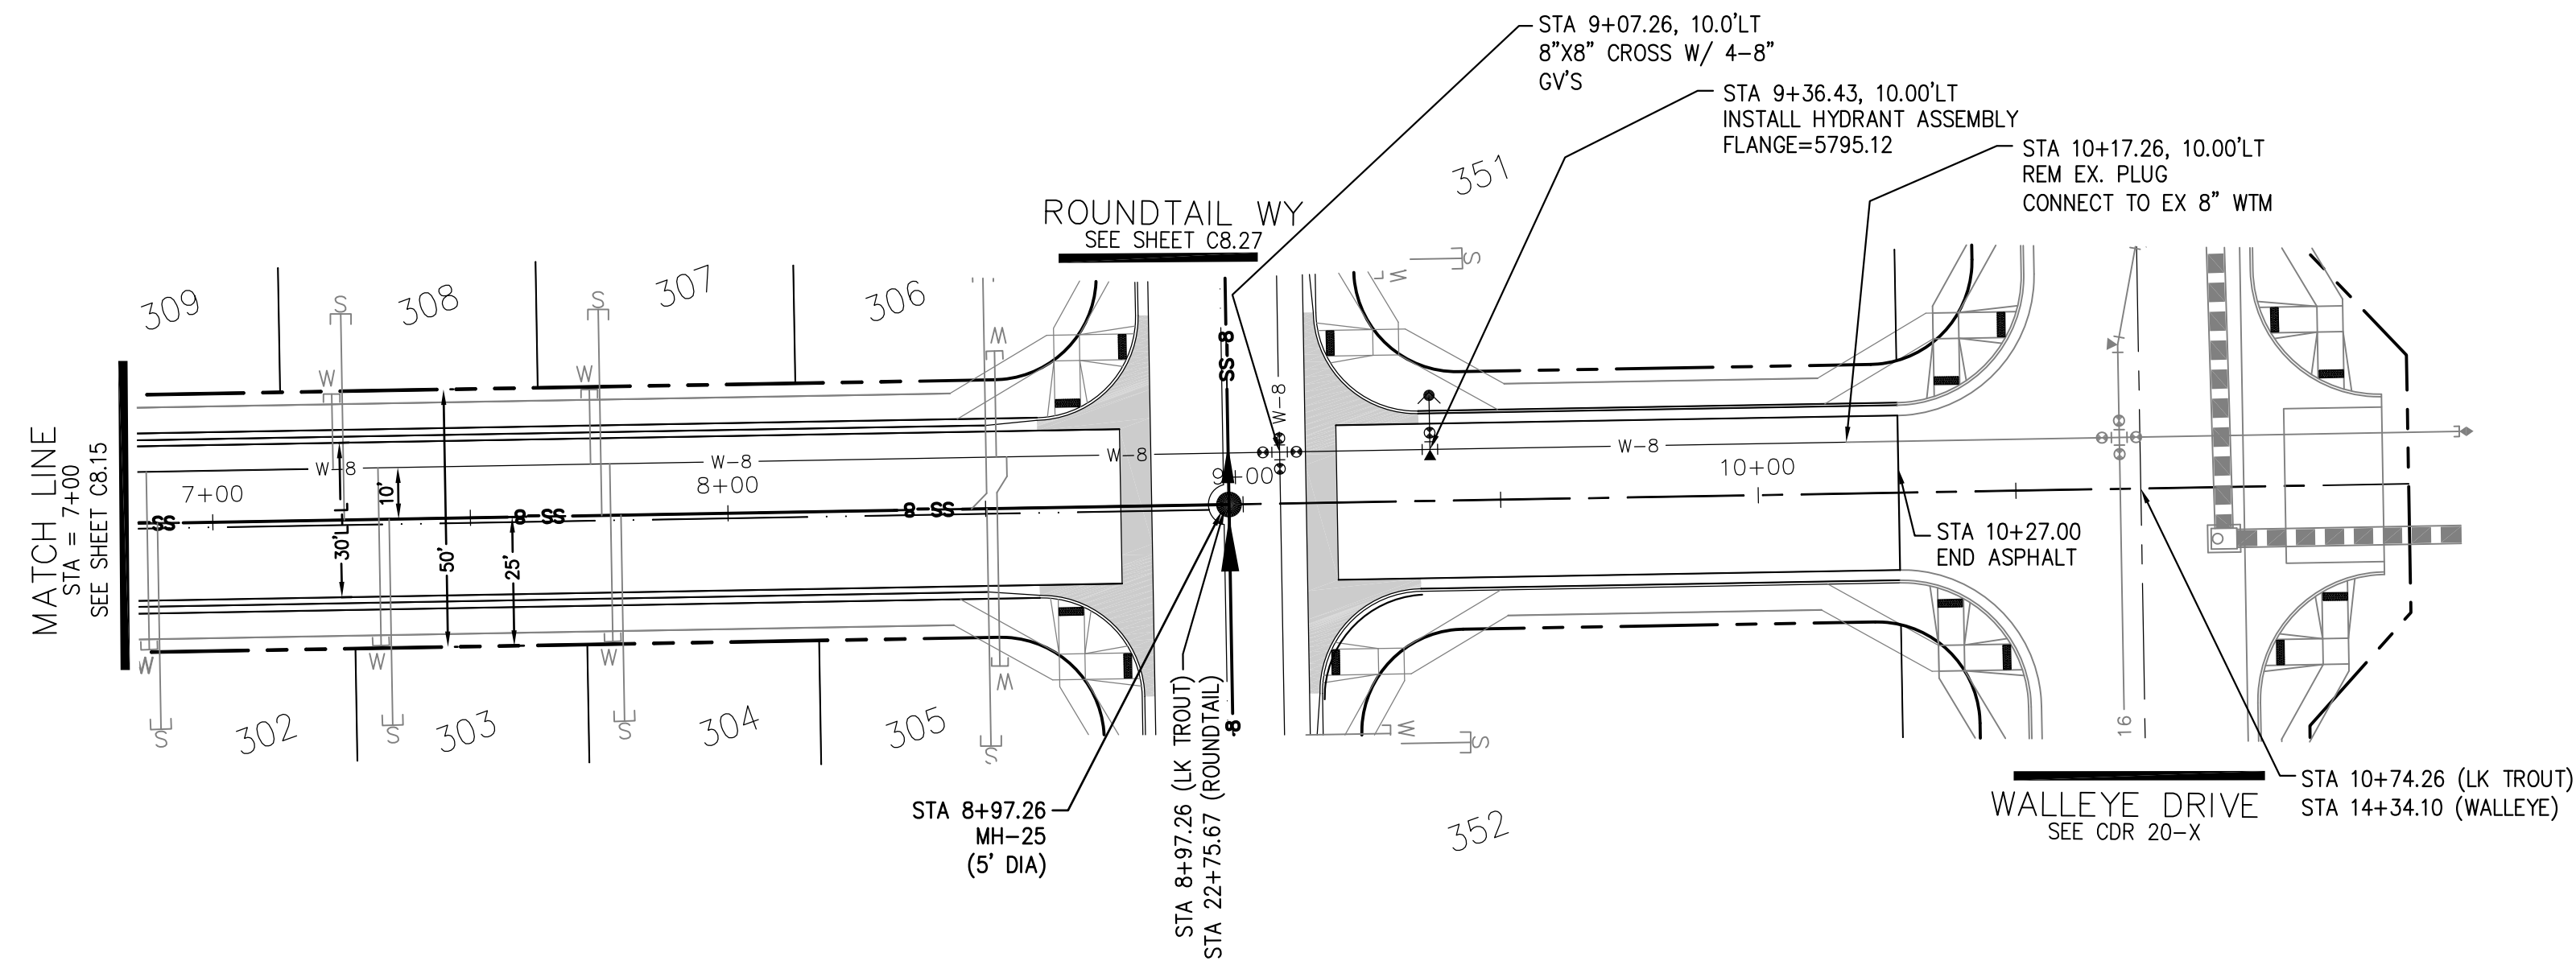 STA 9+07.26, 10.0'LT
8"X8" CROSS W/ 4-8"
GV'S
STA 9+36.43, 10.00'LT
INSTALL HYDRANT ASSEMBLY
FLANGE=5795.12
STA 10+17.26, 10.00'LT
REM EX. PLUG
CONNECT TO EX 8" WTM
351
ROUNDTAIL WY
SEE SHEET C8.27
309
308
307
306
S
S
S
W
W
W
W
MATCH LINE
STA = 7+00
SEE SHEET C8.15
SS-8
W-8
W-8
W-8
W-8
W-8
7+00
8+00
9+00
10+00
10'
SS
8-SS
8-SS
30'L-L
50'
25'
STA 10+27.00
END ASPHALT
W
W
W
W
W
S
S
S
S
S
302
303
304
305
8
16
STA 8+97.26 (LK TROUT)
STA 22+75.67 (ROUNDTAIL)
STA 8+97.26
MH-25
(5' DIA)
352
WALLEYE DRIVE
SEE CDR 20-X
STA 10+74.26 (LK TROUT)
STA 14+34.10 (WALLEYE)